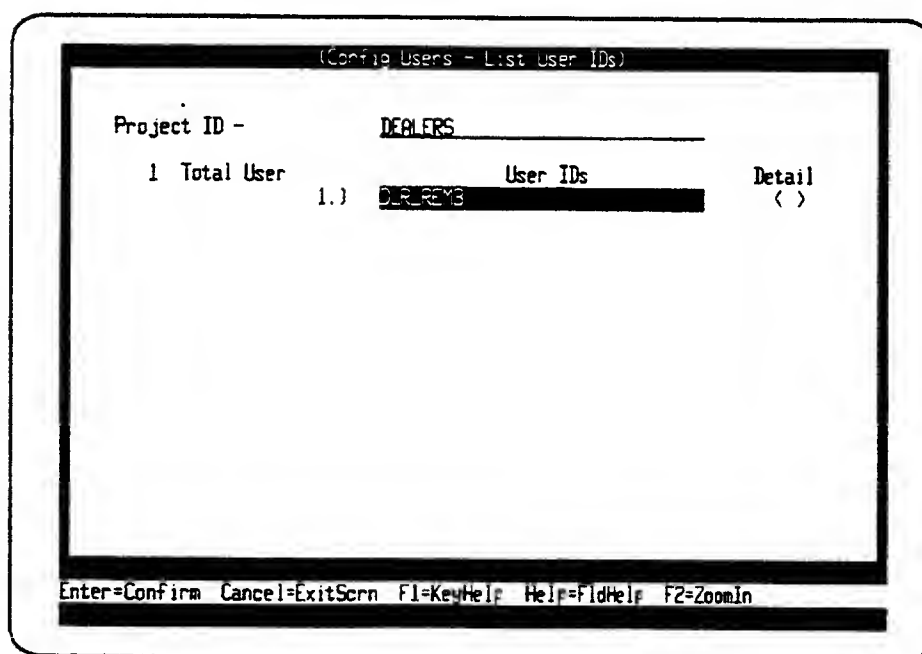 (Config Users - List User IDs)
Project ID - DEALERS
1 Total User User IDs Detail
1.) DLR_REMB < >
Enter=Confirm Cancel=ExitScrn F1=KeyHelp Help=FldHelp F2=ZoomIn